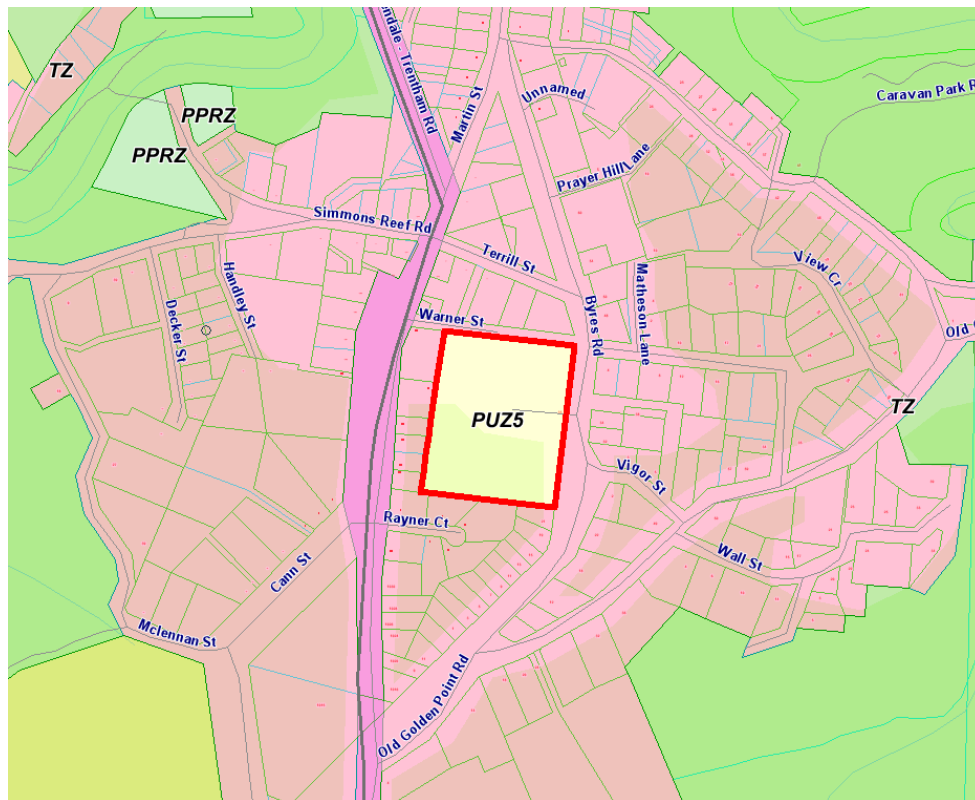 ndale - Trentham Rd
TZ
Martin St
Unnamed
Caravan Park R
PPRZ
PPRZ
Prayer Hill Lane
Simmons Reef Rd
Terrill St
View Cr
Handley St
Matheson Lane
Decker St
Byres Rd
Warner St
Old
TZ
PUZ5
Vigor St
Rayner Ct
Wall St
Cann St
Mclennan St
Old Golden Point Rd